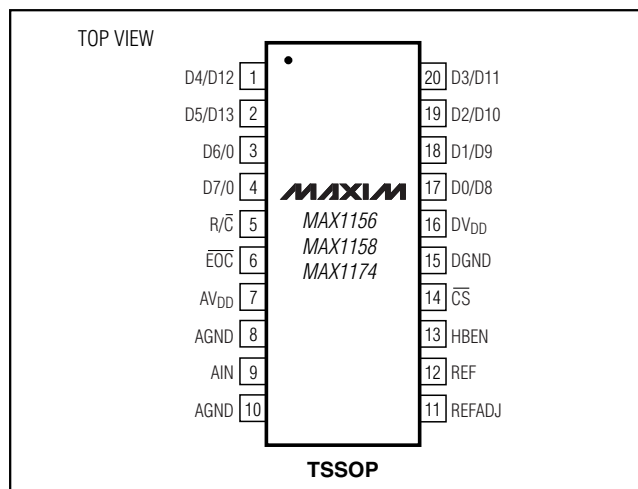 TOP VIEW
D4/D12 1 20 D3/D11
D5/D13 2 19 D2/D10
D6/0 3 18 D1/D9
D7/0 4 17 D0/D8
MAXIM
R/C̅ 5 MAX1156 16 DVDD
E̅O̅C̅ 6 MAX1158 15 DGND
MAX1174
AVDD 7 14 C̅S̅
AGND 8 13 HBEN
AIN 9 12 REF
AGND 10 11 REFADJ
TSSOP